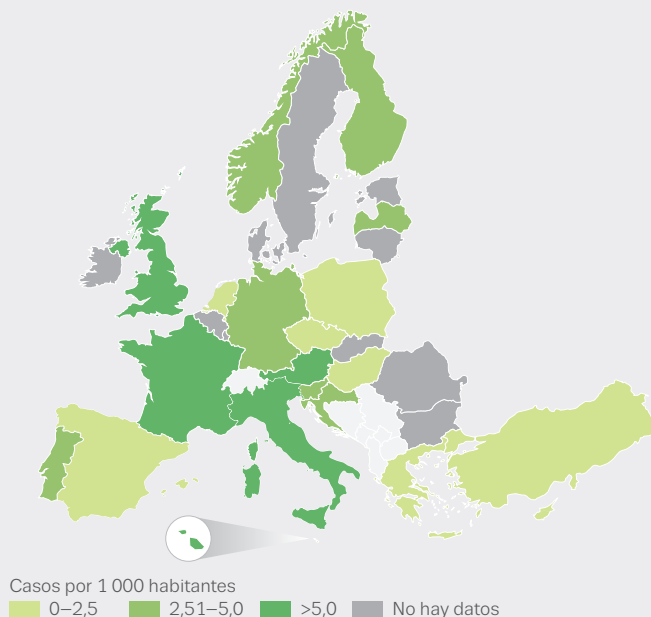 Casos por 1 000 habitantes
0–2,5 2,51–5,0 >5,0 No hay datos